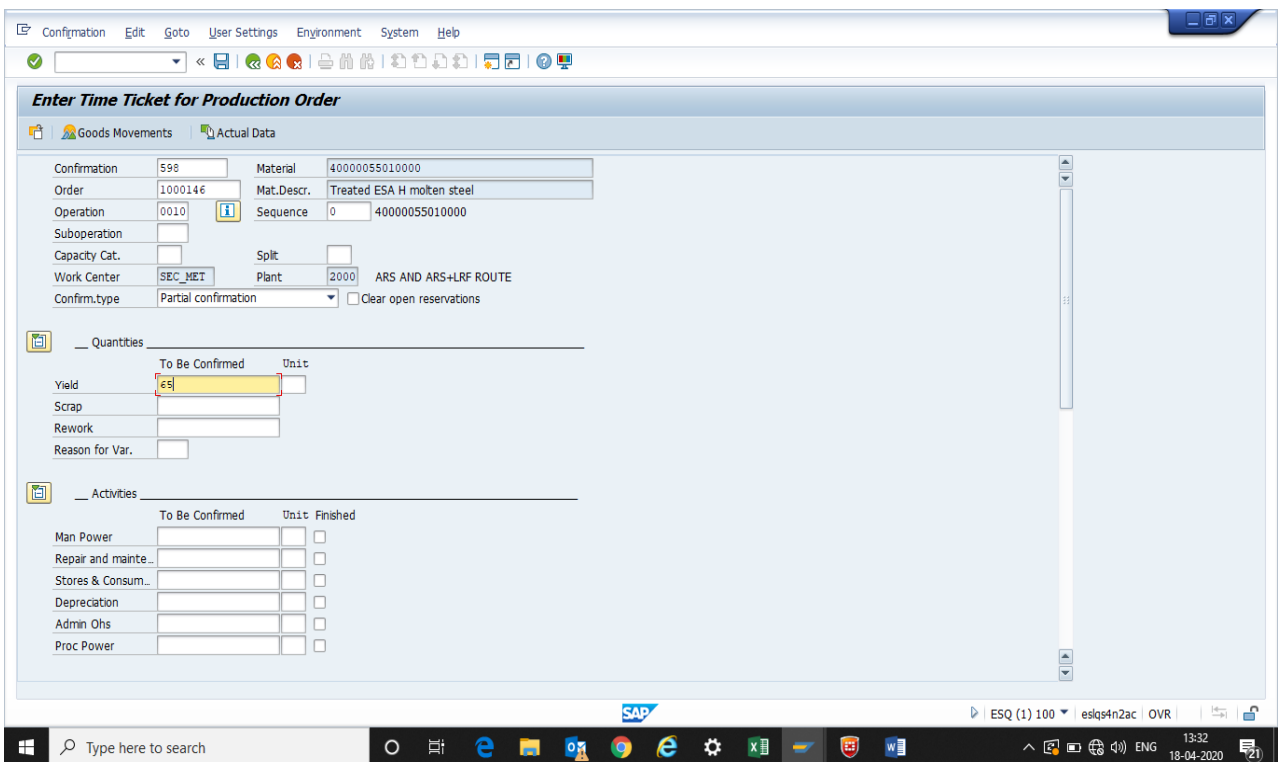 Confirmation Edit Goto User Settings Environment System Help
Enter Time Ticket for Production Order
Goods Movements Actual Data
Confirmation 598 Material 40000055010000
Order 1000146 Mat.Descr. Treated ESA H molten steel
Operation 0010 Sequence 0 40000055010000
Suboperation
Capacity Cat. Split
Work Center SEC_MET Plant 2000 ARS AND ARS+LRF ROUTE
Confirm.type Partial confirmation Clear open reservations
Quantities
To Be Confirmed Unit
Yield 65
Scrap
Rework
Reason for Var.
Activities
To Be Confirmed Unit Finished
Man Power
Repair and mainte...
Stores & Consum...
Depreciation
Admin Ohs
Proc Power
SAP ESQ (1) 100 eslqs4n2ac OVR
Type here to search ENG 13:32
18-04-2020 21